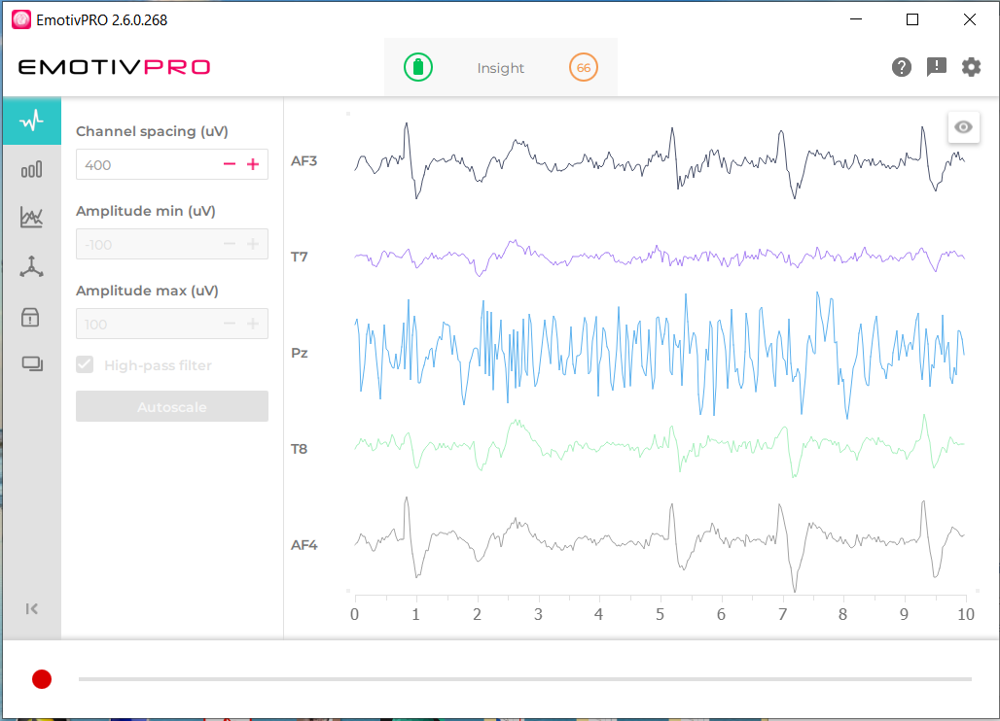 EmotivPRO 2.6.0.268
EMOTIVPRO
Insight
66
Channel spacing (uV)
400
Amplitude min (uV)
-100
Amplitude max (uV)
100
High-pass filter
Autoscale
AF3
T7
Pz
T8
AF4
0 1 2 3 4 5 6 7 8 9 10